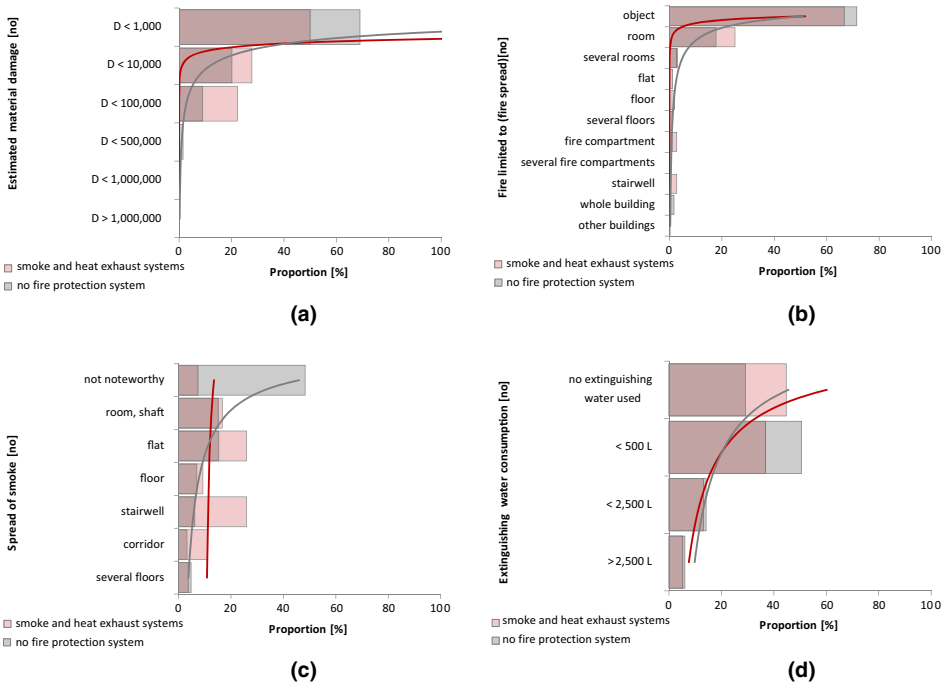 Estimated material damage [no]
D < 1,000
D < 10,000
D < 100,000
D < 500,000
D < 1,000,000
D > 1,000,000
0 20 40 60 80 100
Proportion [%]
smoke and heat exhaust systems
no fire protection system
(a)
Fire limited to (fire spread)[no]
object
room
several rooms
flat
floor
several floors
fire compartment
several fire compartments
stairwell
whole building
other buildings
0 20 40 60 80 100
Proportion [%]
smoke and heat exhaust systems
no fire protection system
(b)
Spread of smoke [no]
not noteworthy
room, shaft
flat
floor
stairwell
corridor
several floors
0 20 40 60 80 100
Proportion [%]
smoke and heat exhaust systems
no fire protection system
(c)
Extinguishing water consumption [no]
no extinguishing
water used
< 500 L
< 2,500 L
> 2,500 L
0 20 40 60 80 100
Proportion [%]
smoke and heat exhaust systems
no fire protection system
(d)